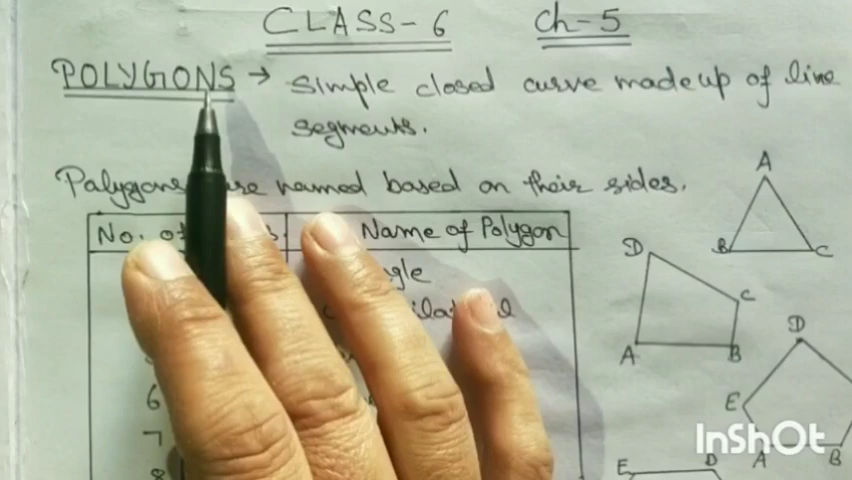 CLASS-6 Ch-5
POLYGONS → Simple closed curve made up of line
segments.
Polygons are named based on their sides.
No. of Name of Polygon
6
7
8
A
B C
D
C
A B
D
E
A B
E D
InShOt